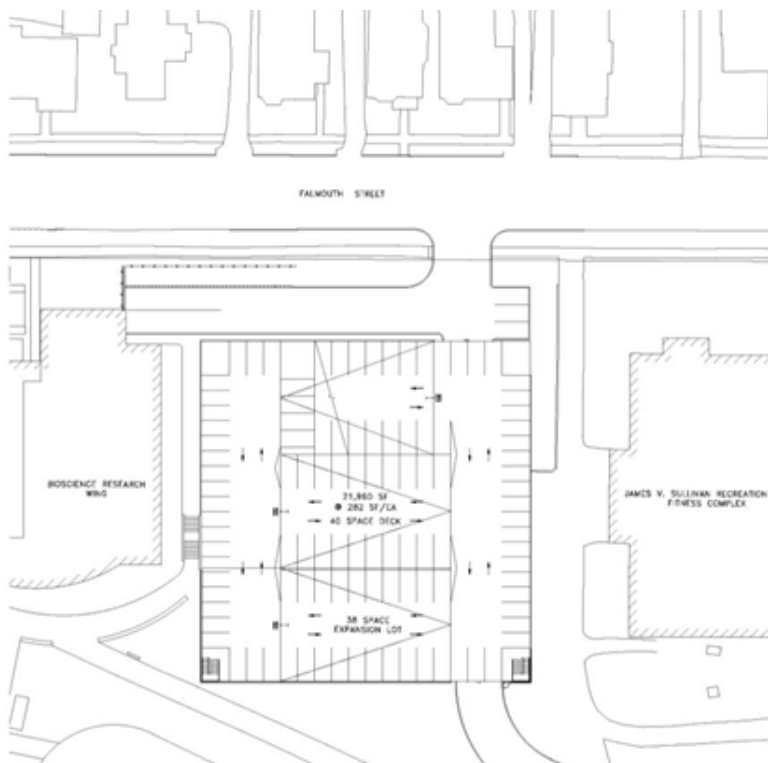 FALMOUTH STREET
BIOSCIENCE RESEARCH
WING
21,960 SF
@ 282 SF/CA
40 SPACE DECK
JAMES V. SULLIVAN RECREATION
FITNESS COMPLEX
38 SPACE
EXPANSION LOT